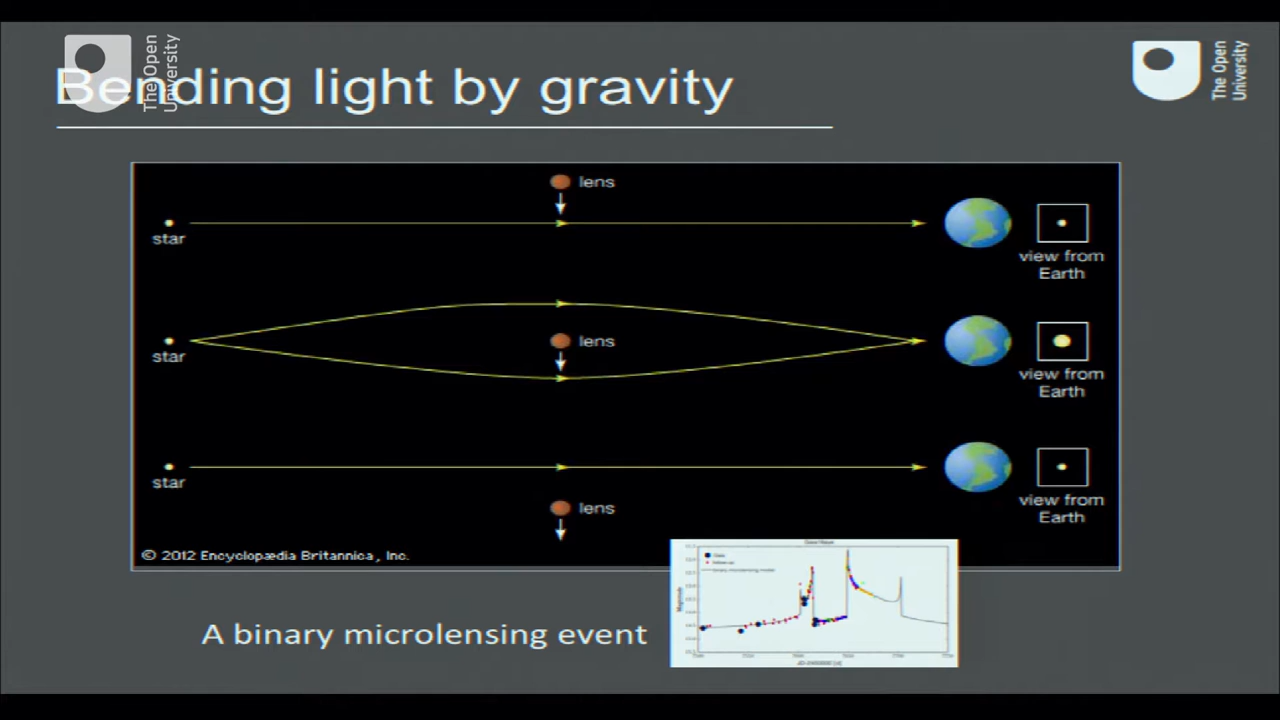 Bending light by gravity
The Open
University
The Open
University
lens
star
view from
Earth
lens
star
view from
Earth
star
lens
view from
Earth
© 2012 Encyclopædia Britannica, Inc.
A binary microlensing event
Magnitude